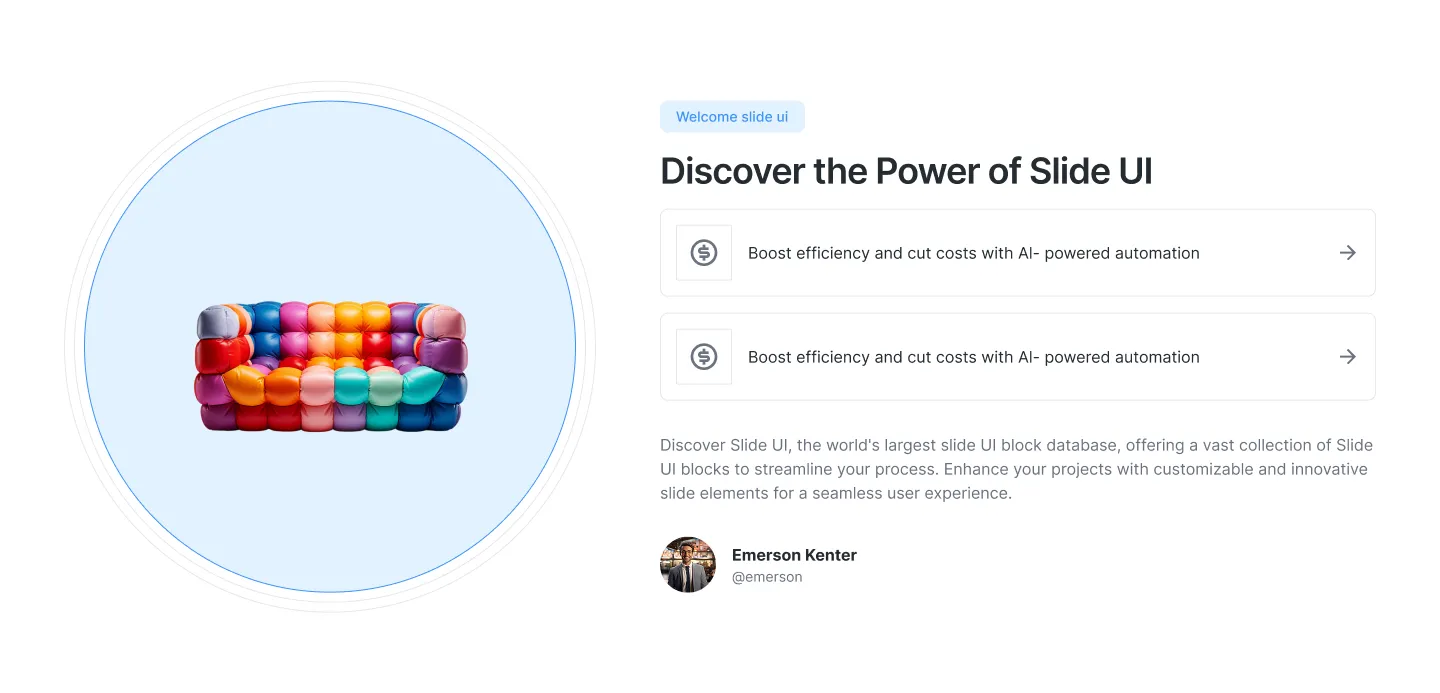 Welcome slide ui
Discover the Power of Slide UI
Boost efficiency and cut costs with AI- powered automation
Boost efficiency and cut costs with AI- powered automation
Discover Slide UI, the world's largest slide UI block database, offering a vast collection of Slide
UI blocks to streamline your process. Enhance your projects with customizable and innovative
slide elements for a seamless user experience.
Emerson Kenter
@emerson